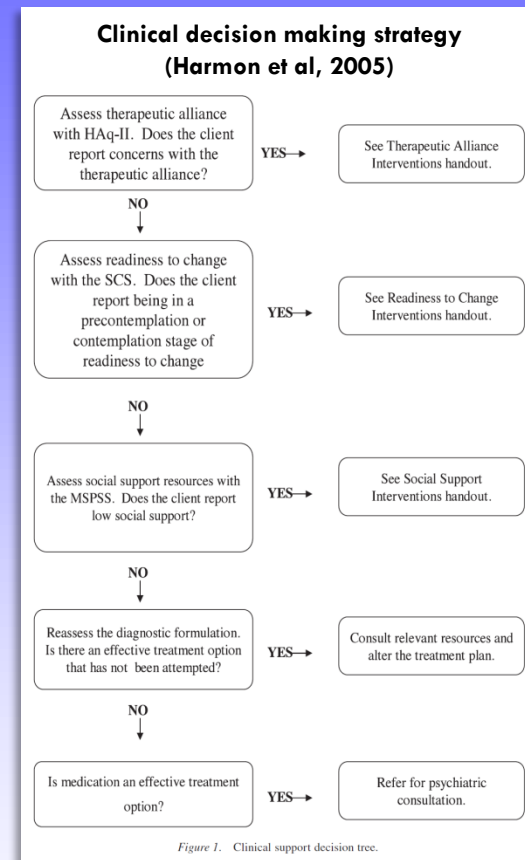 Clinical decision making strategy
(Harmon et al, 2005)
Assess therapeutic alliance
with HAq-II. Does the client
report concerns with the
therapeutic alliance?
YES
See Therapeutic Alliance
Interventions handout.
NO
Assess readiness to change
with the SCS. Does the client
report being in a
precontemplation or
contemplation stage of
readiness to change
YES
See Readiness to Change
Interventions handout.
NO
Assess social support resources with
the MSPSS. Does the client report
low social support?
YES
See Social Support
Interventions handout.
NO
Reassess the diagnostic formulation.
Is there an effective treatment option
that has not been attempted?
YES
Consult relevant resources and
alter the treatment plan.
NO
Is medication an effective treatment
option?
YES
Refer for psychiatric
consultation.
Figure 1. Clinical support decision tree.